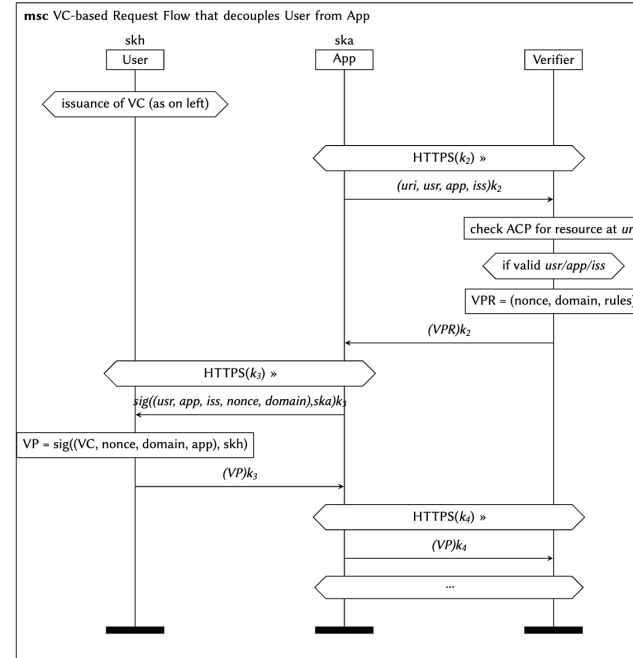 msc VC-based Request Flow that decouples User from App
skh
ska
User
App
Verifier
issuance of VC (as on left)
HTTPS(k₂) »
(uri, usr, app, iss)k₂
check ACP for resource at ur
if valid usr/app/iss
VPR = (nonce, domain, rules)
(VPR)k₂
HTTPS(k₃) »
sig((usr, app, iss, nonce, domain),ska)k₃
VP = sig((VC, nonce, domain, app), skh)
(VP)k₃
HTTPS(k₄) »
(VP)k₄
...